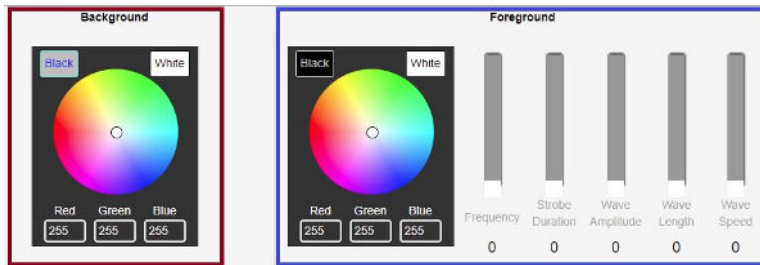 Background
Black White
Red Green Blue
255 255 255
Foreground
Black White
Red Green Blue
255 255 255
Frequency
Strobe
Duration
Wave
Amplitude
Wave
Length
Wave
Speed
0 0 0 0 0